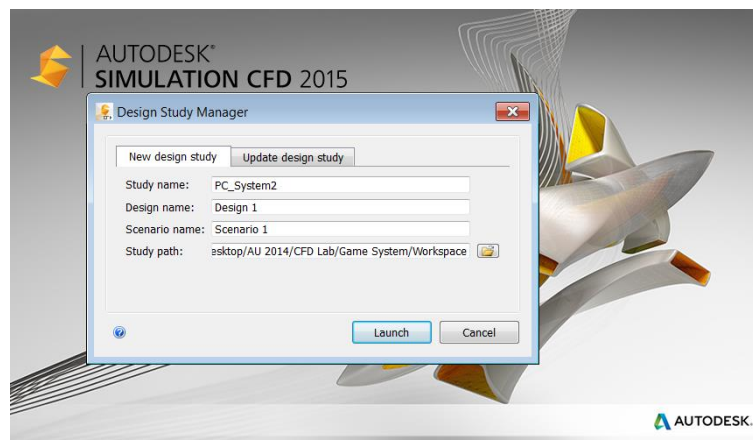 AUTODESK®
SIMULATION CFD 2015
Design Study Manager
New design study
Update design study
Study name: PC_System2
Design name: Design 1
Scenario name: Scenario 1
Study path: esktop/AU 2014/CFD Lab/Game System/Workspace
Launch Cancel
AUTODESK.